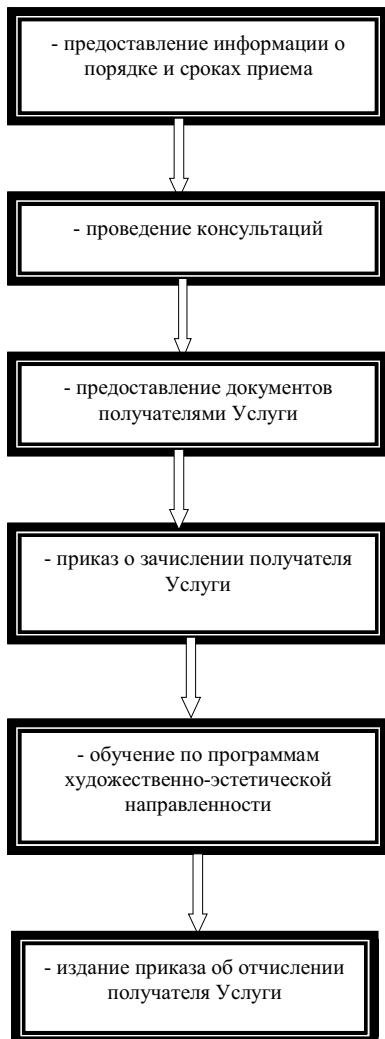 - предоставление информации о
порядке и сроках приема
- проведение консультаций
- предоставление документов
получателями Услуги
- приказ о зачислении получателя
Услуги
- обучение по программам
художественно-эстетической
направленности
- издание приказа об отчислении
получателя Услуги